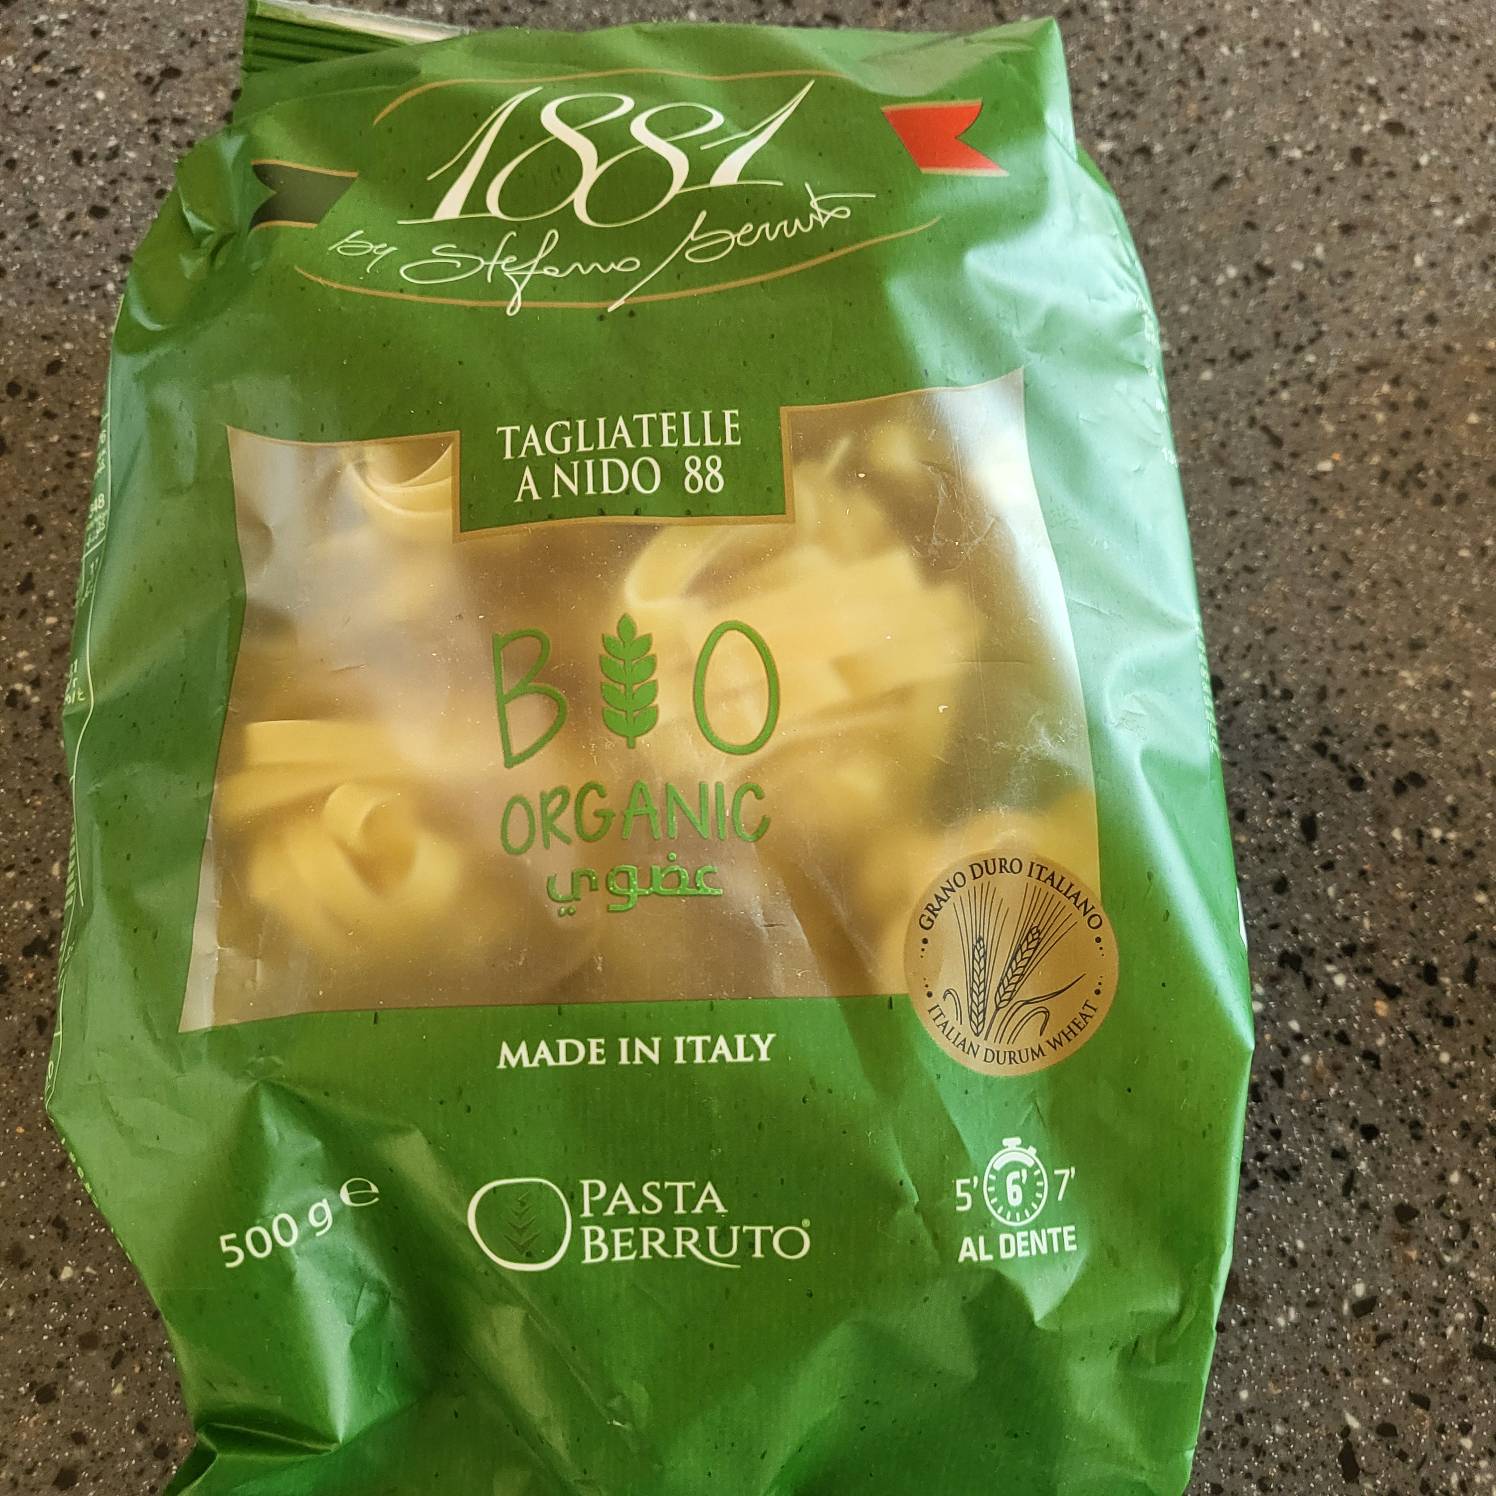 1881
by Stefano Berruto
TAGLIATELLE
A NIDO 88
BIO
ORGANIC
عضوي
GRANO DURO ITALIANO
ITALIAN DURUM WHEAT
MADE IN ITALY
500 g e
PASTA
BERRUTO®
5' 6' 7'
AL DENTE